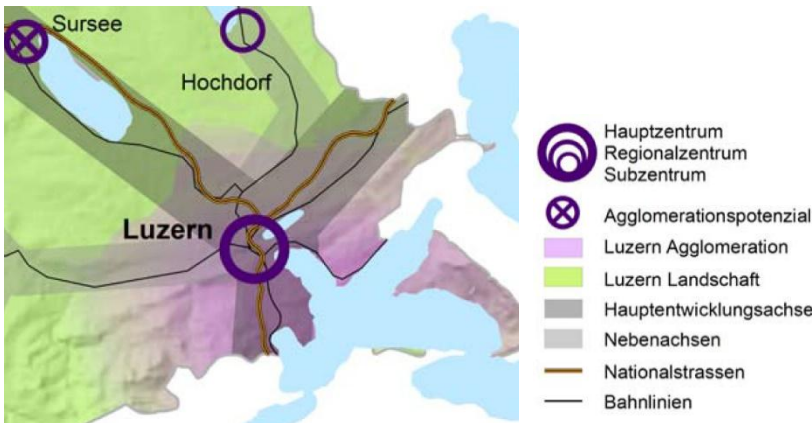 Sursee
Hochdorf
Luzern
Hauptzentrum
Regionalzentrum
Subzentrum
Agglomerationspotenzial
Luzern Agglomeration
Luzern Landschaft
Hauptentwicklungsachse
Nebenachsen
Nationalstrassen
Bahnlinien